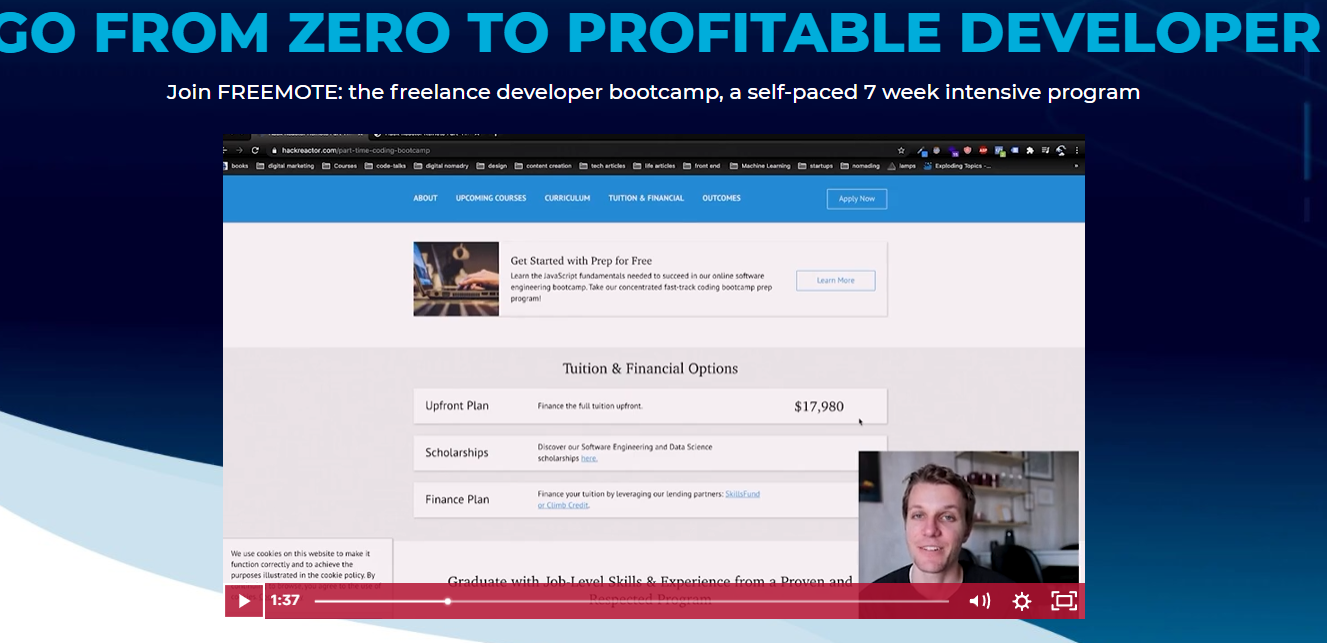 GO FROM ZERO TO PROFITABLE DEVELOPER
Join FREEMOTE: the freelance developer bootcamp, a self-paced 7 week intensive program
hackreactor.com/part-time-coding-bootcamp
books digital marketing Courses code-talks digital nomadry design content creation tech articles life articles front end Machine Learning startups nomading lamps Exploding Topics -...
ABOUT UPCOMING COURSES CURRICULUM TUITION & FINANCIAL OUTCOMES Apply Now
Get Started with Prep for Free
Learn the JavaScript fundamentals needed to succeed in our online software
engineering bootcamp. Take our concentrated fast-track coding bootcamp prep
program!
Learn More
Tuition & Financial Options
Upfront Plan Finance the full tuition upfront. $17,980
Scholarships Discover our Software Engineering and Data Science
scholarships here.
Finance Plan Finance your tuition by leveraging our lending partners: SkillsFund
or Climb Credit.
We use cookies on this website to make it
function correctly and to achieve the
purposes illustrated in the cookie policy. By
Graduate with Job-Level Skills & Experience from a Proven and
Respected Program
1:37